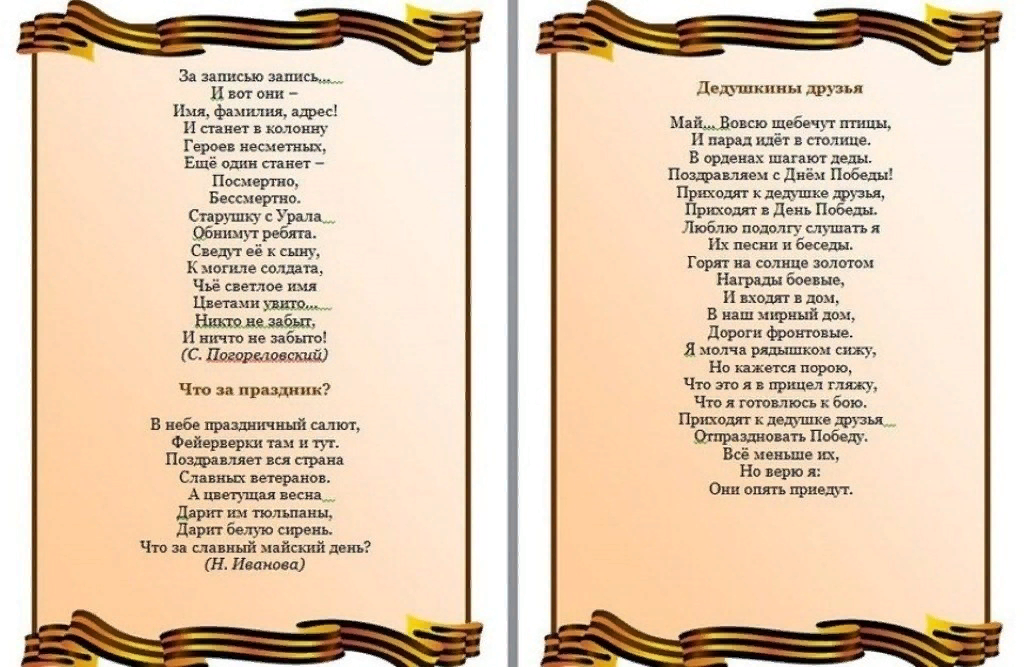 За записью запись...
И вот они –
Имя, фамилия, адрес!
И станет в колонну
Героев несметных,
Ещё один станет –
Посмертно,
Бессмертно.
Старушку с Урала
Обнимут ребята.
Сведут её к сыну,
К могиле солдата,
Чьё светлое имя
Цветами увито...
Никто не забыт,
И ничто не забыто!
(С. Погореловский)
Что за праздник?
В небе праздничный салют,
Фейерверки там и тут.
Поздравляет вся страна
Славных ветеранов.
А цветущая весна
Дарит им тюльпаны,
Дарит белую сирень.
Что за славный майский день?
(Н. Иванова)
Дедушкины друзья
Май... Вовсю щебечут птицы,
И парад идёт в столице.
В орденах шагают деды.
Поздравляем с Днём Победы!
Приходят к дедушке друзья,
Приходят в День Победы.
Люблю подолгу слушать я
Их песни и беседы.
Горят на солнце золотом
Награды боевые,
И входят в дом,
В наш мирный дом,
Дороги фронтовые.
Я молча рядышком сижу,
Но кажется порою,
Что это я в прицел гляжу,
Что я готовлюсь к бою.
Приходят к дедушке друзья
Отпраздновать Победу.
Всё меньше их,
Но верю я:
Они опять приедут.